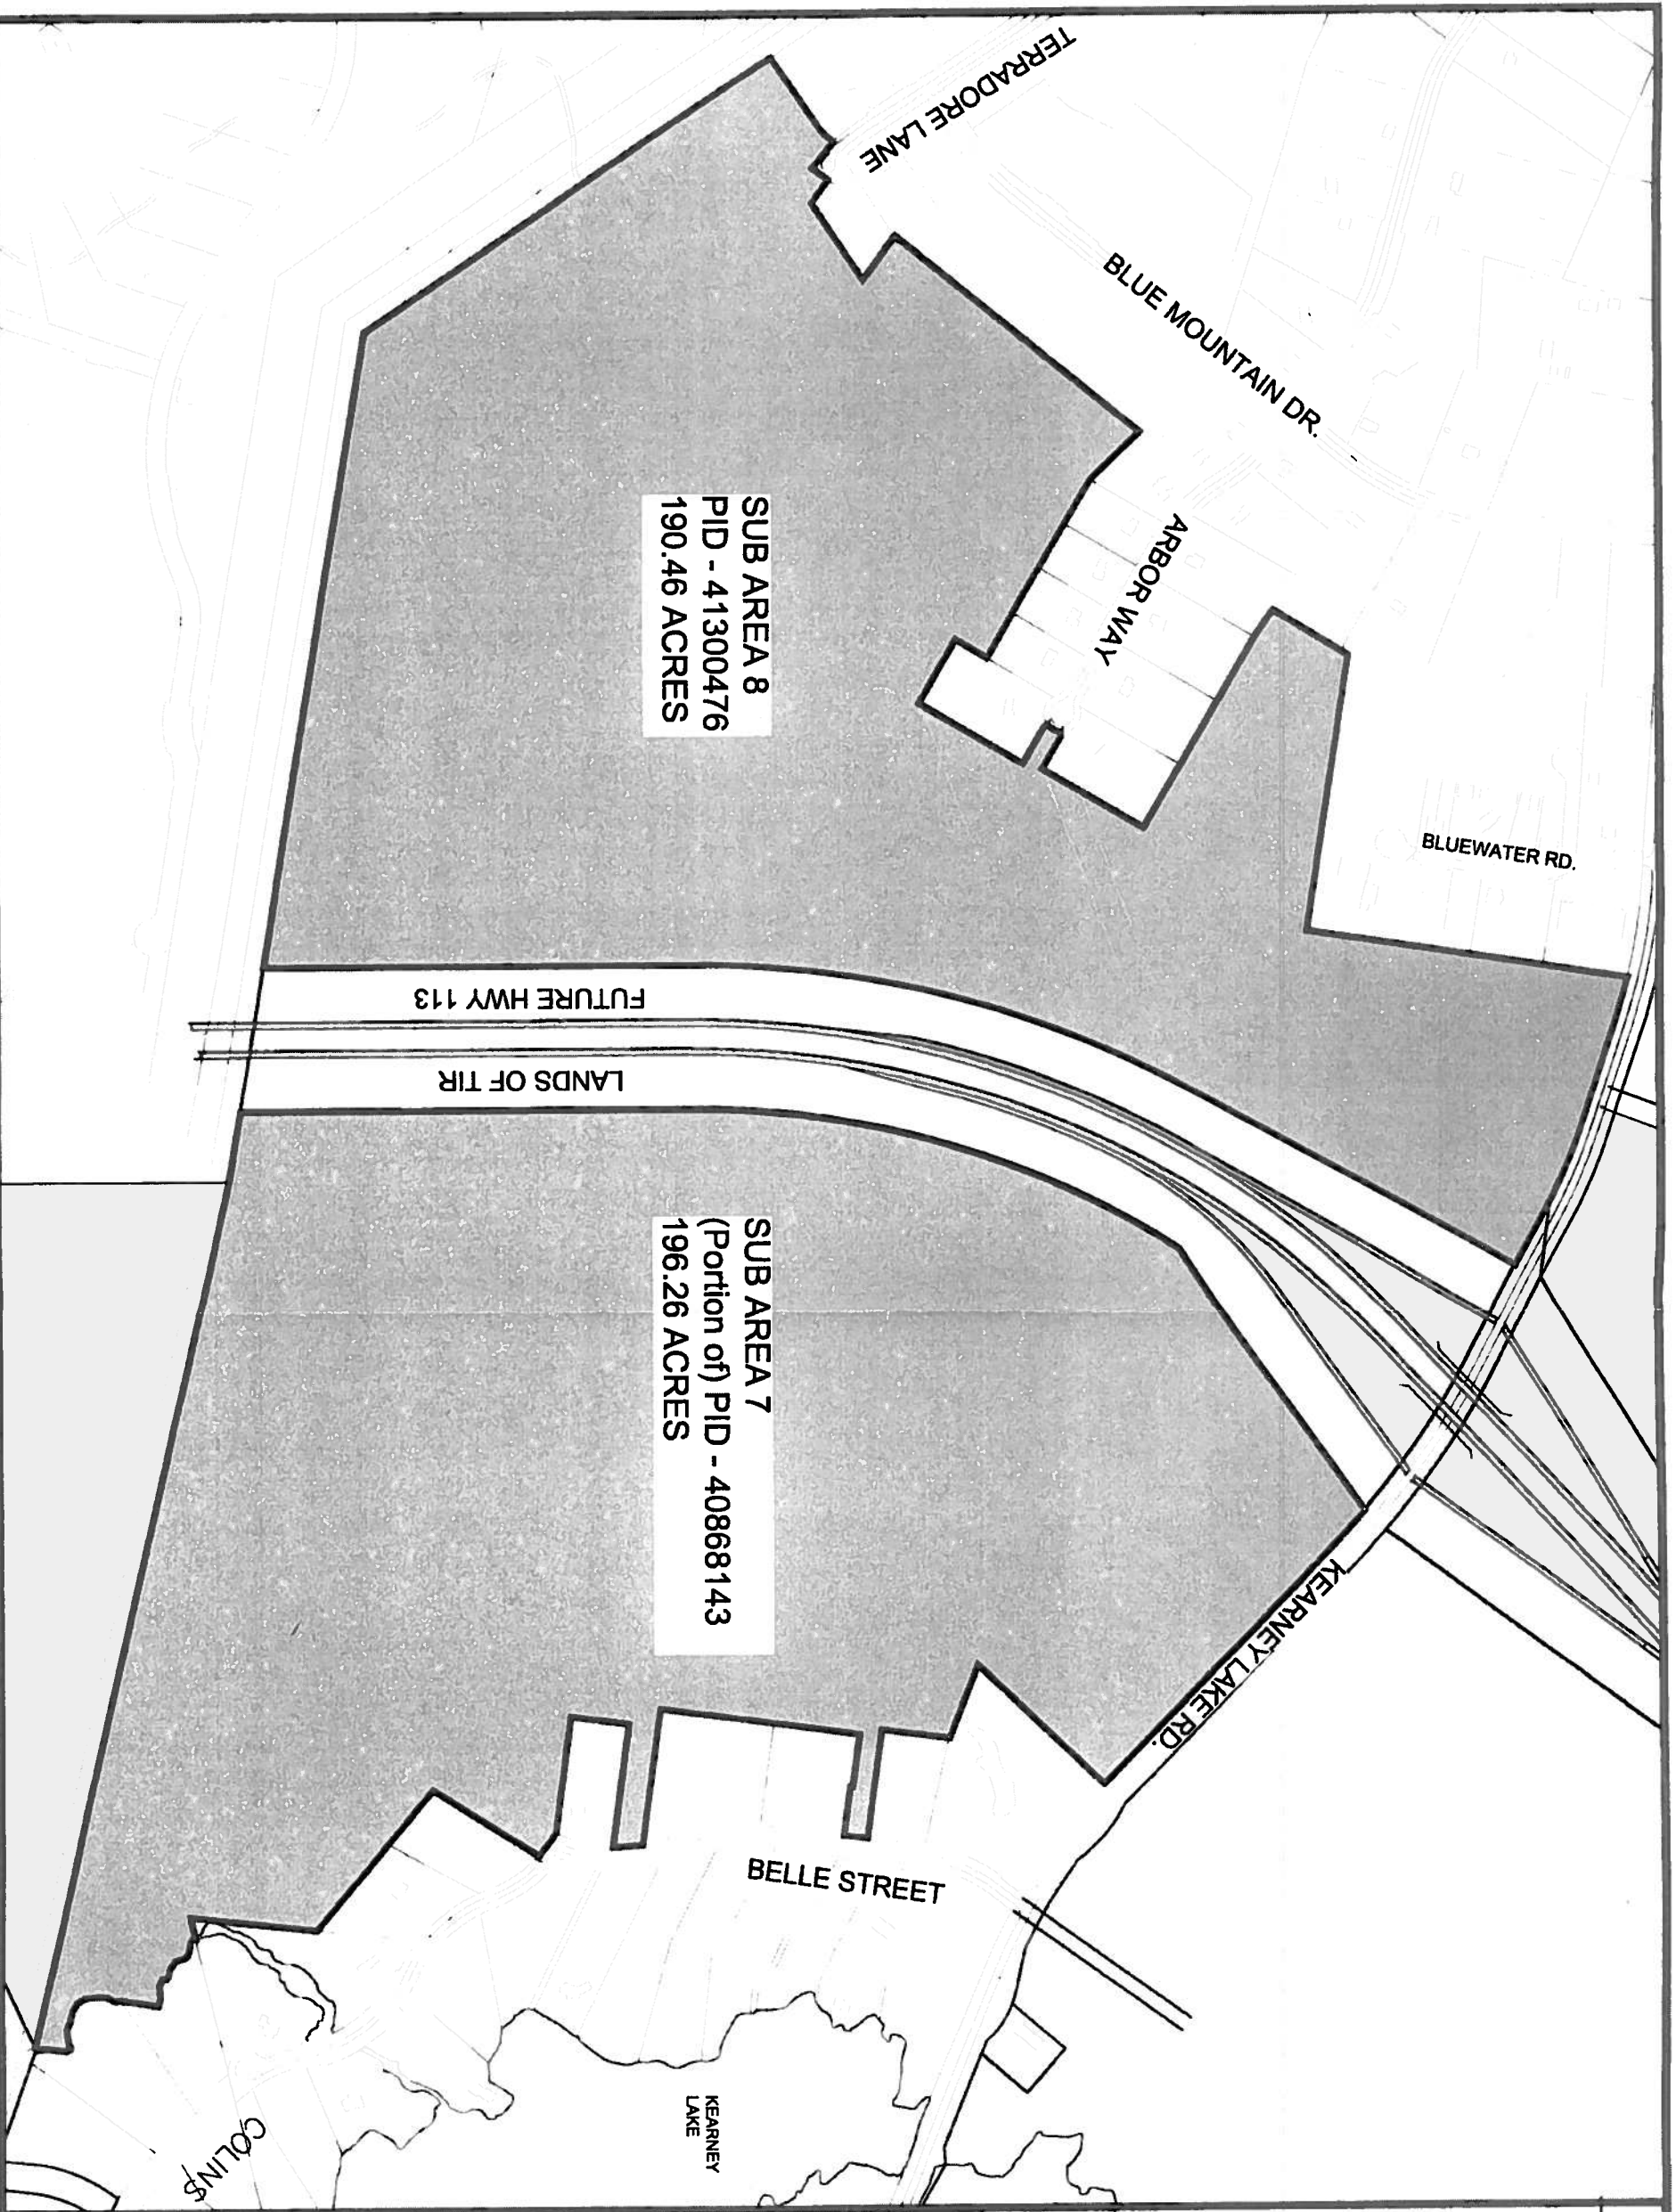 TERRADORE LANE
BLUE MOUNTAIN DR.
ARBOR WAY
BLUEWATER RD.
SUB AREA 8
PID - 41300476
190.46 ACRES
FUTURE HWY 113
LANDS OF TIR
SUB AREA 7
(Portion of) PID - 40868143
196.26 ACRES
KEARNEY LAKE RD.
BELLE STREET
KEARNEY
LAKE
COLINS